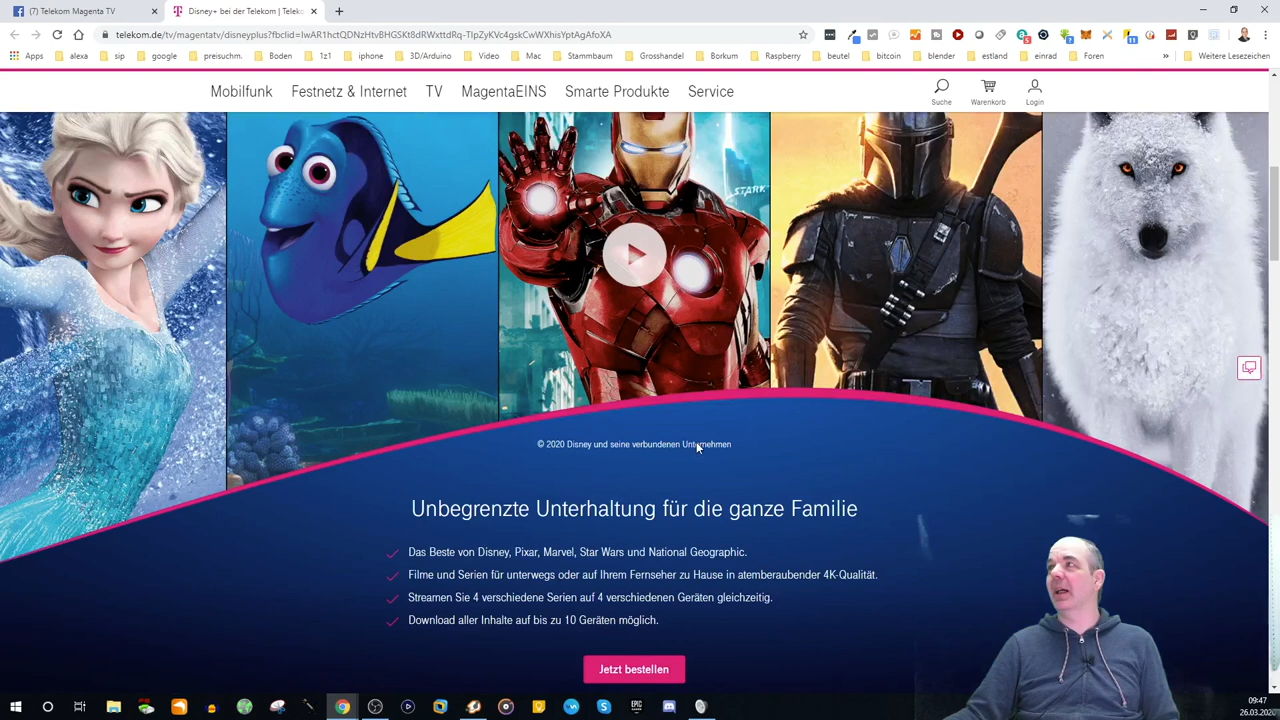 (7) Telekom Magenta TV
Disney+ bei der Telekom | Telek
telekom.de/tv/magentatv/disneyplus?fbclid=IwAR1hctQDNzHtvBHGSKt8dRWxttdRq-TIpZyKVc4gskCwWXhisYptAgAfoXA
Apps alexa sip google preisuchm. Boden 1z1 iphone 3D/Arduino Video Mac Stammbaum Grosshandel Borkum Raspberry beutel bitcoin blender estland einrad Foren » Weitere Lesezeichen
Mobilfunk Festnetz & Internet TV MagentaEINS Smarte Produkte Service
Suche Warenkorb Login
STARK
© 2020 Disney und seine verbundenen Unternehmen
Unbegrenzte Unterhaltung für die ganze Familie
Das Beste von Disney, Pixar, Marvel, Star Wars und National Geographic.
Filme und Serien für unterwegs oder auf Ihrem Fernseher zu Hause in atemberaubender 4K-Qualität.
Streamen Sie 4 verschiedene Serien auf 4 verschiedenen Geräten gleichzeitig.
Download aller Inhalte auf bis zu 10 Geräten möglich.
Jetzt bestellen
09:47
26.03.2020